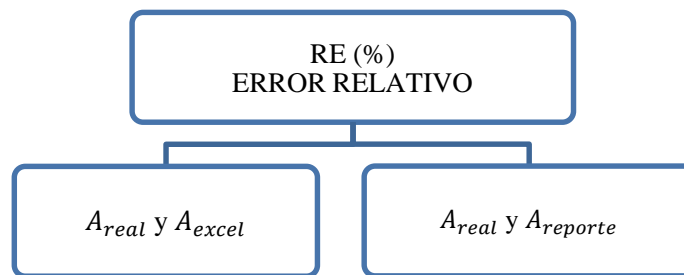 RE (%)
ERROR RELATIVO
A_real y A_excel
A_real y A_reporte